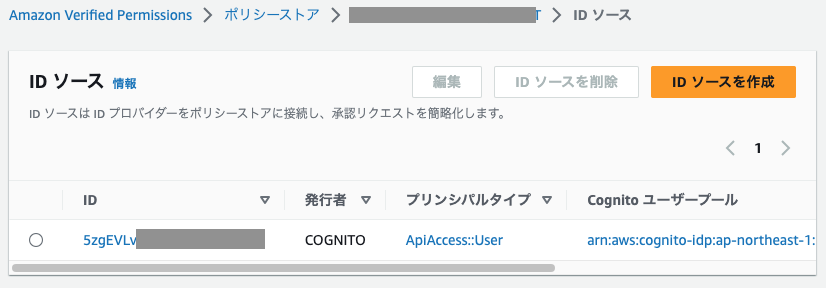 Amazon Verified Permissions > ポリシーストア > T > ID ソース
ID ソース 情報
編集 ID ソースを削除 ID ソースを作成
ID ソースは ID プロバイダーをポリシーストアに接続し、承認リクエストを簡略化します。
< 1 >
ID 発行者 プリンシパルタイプ Cognito ユーザープール
5zgEVLv COGNITO ApiAccess::User arn:aws:cognito-idp:ap-northeast-1: